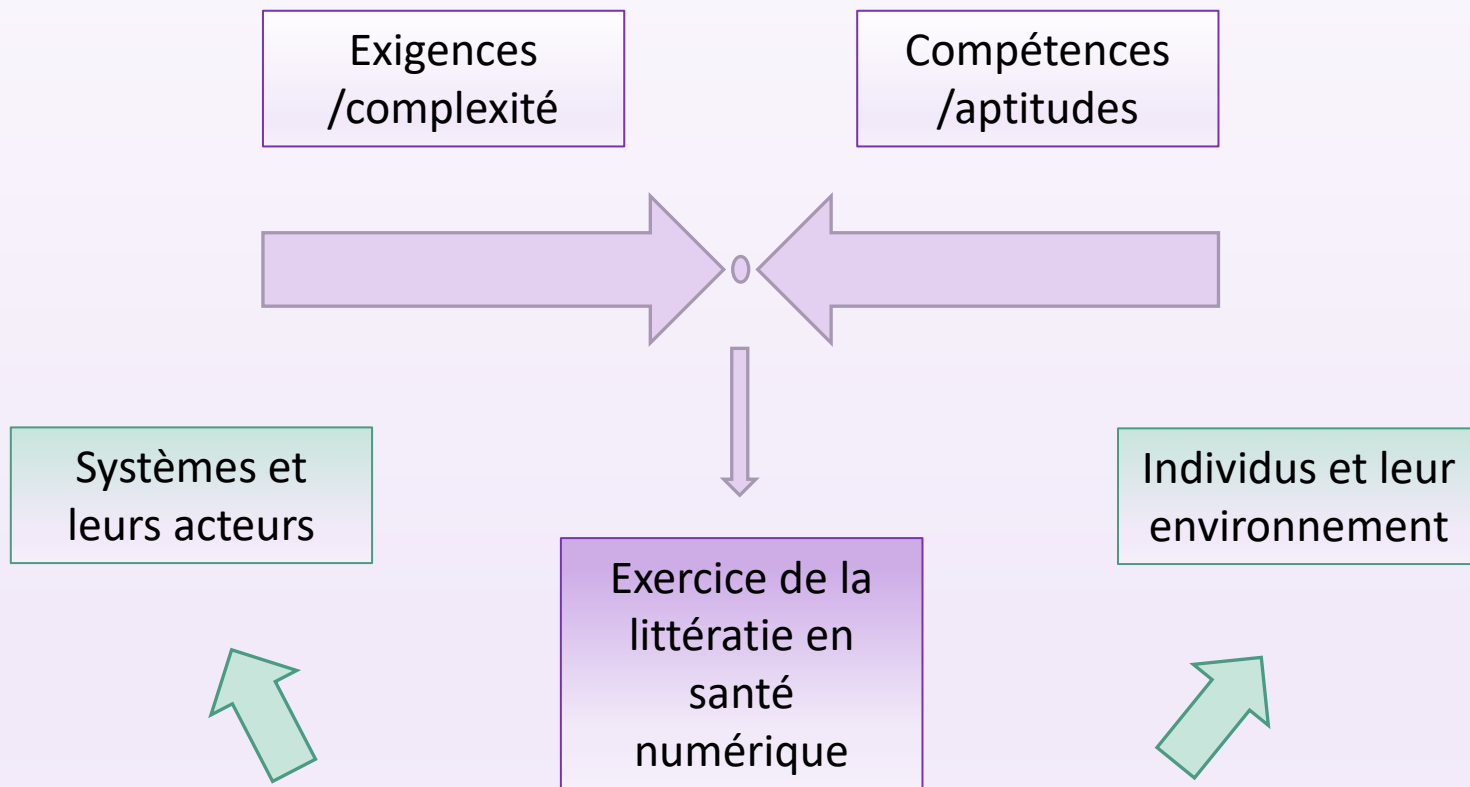 Exigences
/complexité
Compétences
/aptitudes
Systèmes et
leurs acteurs
Individus et leur
environnement
Exercice de la
littératie en
santé
numérique